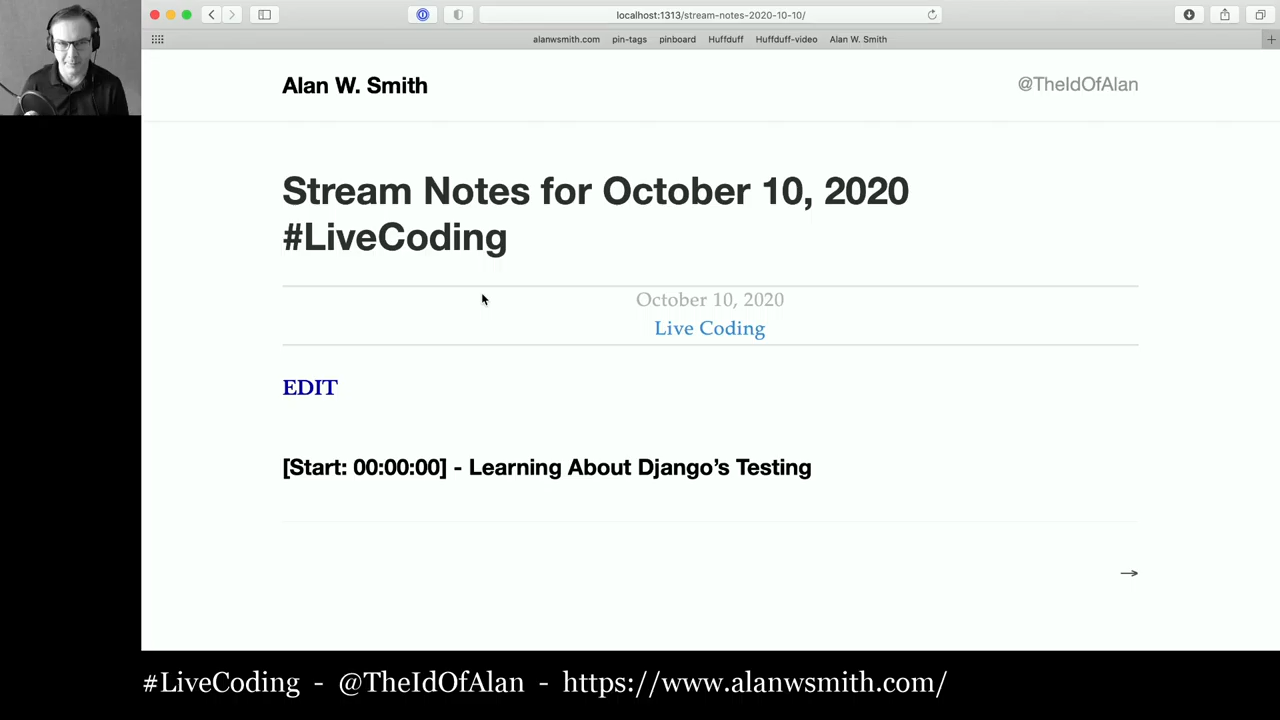 localhost:1313/stream-notes-2020-10-10/
alanwsmith.com pin-tags pinboard Huffduff Huffduff-video Alan W. Smith
Alan W. Smith
@TheIdOfAlan
Stream Notes for October 10, 2020
#LiveCoding
October 10, 2020
Live Coding
EDIT
[Start: 00:00:00] - Learning About Django’s Testing
→
#LiveCoding - @TheIdOfAlan - https://www.alanwsmith.com/